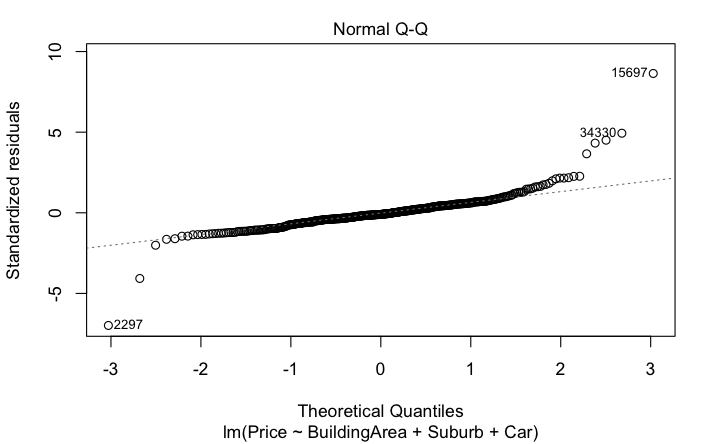 Normal Q-Q
10
5
0
-5
Standardized residuals
15697
34330
2297
-3 -2 -1 0 1 2 3
Theoretical Quantiles
lm(Price ~ BuildingArea + Suburb + Car)